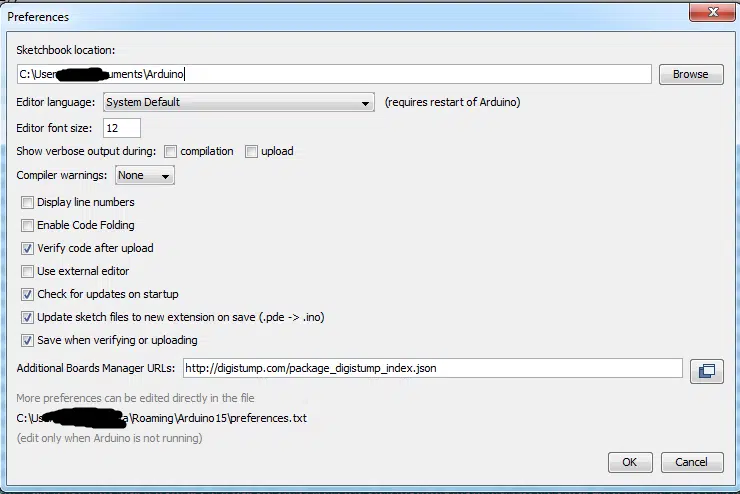 Preferences
Sketchbook location:
C:\User uments\Arduino
Browse
Editor language: System Default (requires restart of Arduino)
Editor font size: 12
Show verbose output during: compilation upload
Compiler warnings: None
Display line numbers
Enable Code Folding
Verify code after upload
Use external editor
Check for updates on startup
Update sketch files to new extension on save (.pde -> .ino)
Save when verifying or uploading
Additional Boards Manager URLs: http://digistump.com/package_digistump_index.json
More preferences can be edited directly in the file
C:\Us a\Roaming\Arduino15\preferences.txt
(edit only when Arduino is not running)
OK Cancel